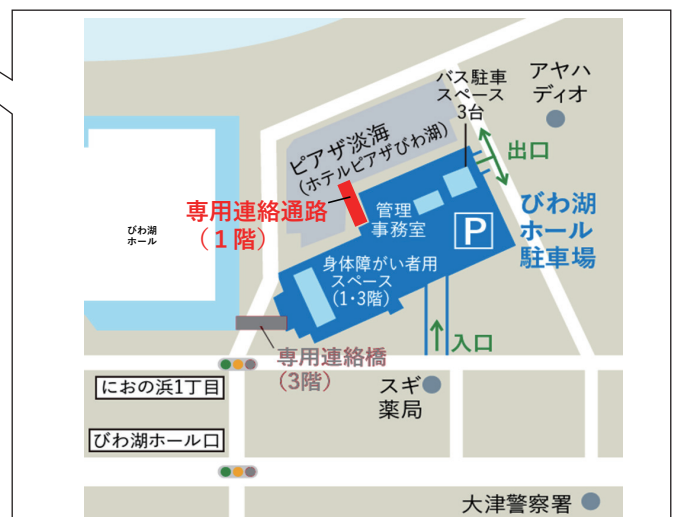 バス駐車
スペース
3台
アヤハ
ディオ
出口
ピアザ淡海
(ホテルピアザびわ湖)
専用連絡通路
(1階)
びわ湖
ホール
管理
事務室
P
びわ湖
ホール
駐車場
身体障がい者用
スペース
(1・3階)
入口
専用連絡橋
(3階)
におの浜1丁目
スギ
薬局
びわ湖ホール口
大津警察署